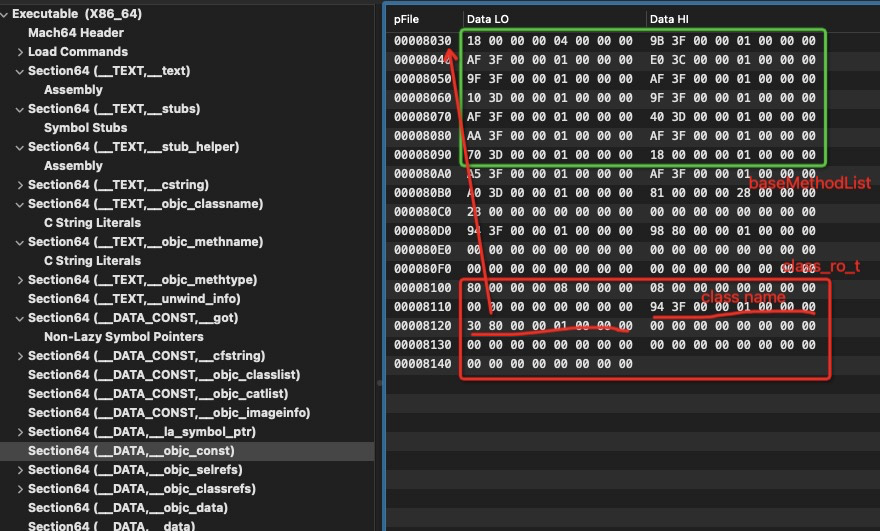 Executable (X86_64)
Mach64 Header
Load Commands
Section64 (__TEXT,__text)
Assembly
Section64 (__TEXT,__stubs)
Symbol Stubs
Section64 (__TEXT,__stub_helper)
Assembly
Section64 (__TEXT,__cstring)
Section64 (__TEXT,__objc_classname)
C String Literals
Section64 (__TEXT,__objc_methname)
C String Literals
Section64 (__TEXT,__objc_methtype)
Section64 (__TEXT,__unwind_info)
Section64 (__DATA_CONST,__got)
Non-Lazy Symbol Pointers
Section64 (__DATA_CONST,__cfstring)
Section64 (__DATA_CONST,__objc_classlist)
Section64 (__DATA_CONST,__objc_catlist)
Section64 (__DATA_CONST,__objc_imageinfo)
Section64 (__DATA,__la_symbol_ptr)
Section64 (__DATA,__objc_const)
Section64 (__DATA,__objc_selrefs)
Section64 (__DATA,__objc_classrefs)
Section64 (__DATA,__objc_data)
Section64 (__DATA,__data)
pFile Data LO Data HI
00008030 18 00 00 00 04 00 00 00 9B 3F 00 00 01 00 00 00
00008040 AF 3F 00 00 01 00 00 00 E0 3C 00 00 01 00 00 00
00008050 9F 3F 00 00 01 00 00 00 AF 3F 00 00 01 00 00 00
00008060 10 3D 00 00 01 00 00 00 9F 3F 00 00 01 00 00 00
00008070 AF 3F 00 00 01 00 00 00 40 3D 00 00 01 00 00 00
00008080 AA 3F 00 00 01 00 00 00 AF 3F 00 00 01 00 00 00
00008090 70 3D 00 00 01 00 00 00 18 00 00 00 01 00 00 00
000080A0 A5 3F 00 00 01 00 00 00 AF 3F 00 00 01 00 00 00
baseMethodList
000080B0 A0 3D 00 00 01 00 00 00 81 00 00 00 28 00 00 00
000080C0 28 00 00 00 00 00 00 00 00 00 00 00 00 00 00 00
000080D0 94 3F 00 00 01 00 00 00 98 80 00 00 01 00 00 00
000080E0 00 00 00 00 00 00 00 00 00 00 00 00 00 00 00 00
class_ro_t
000080F0 00 00 00 00 00 00 00 00 00 00 00 00 00 00 00 00
00008100 80 00 00 00 08 00 00 00 08 00 00 00 00 00 00 00
class name
00008110 00 00 00 00 00 00 00 00 94 3F 00 00 01 00 00 00
00008120 30 80 00 00 01 00 00 00 00 00 00 00 00 00 00 00
00008130 00 00 00 00 00 00 00 00 00 00 00 00 00 00 00 00
00008140 00 00 00 00 00 00 00 00